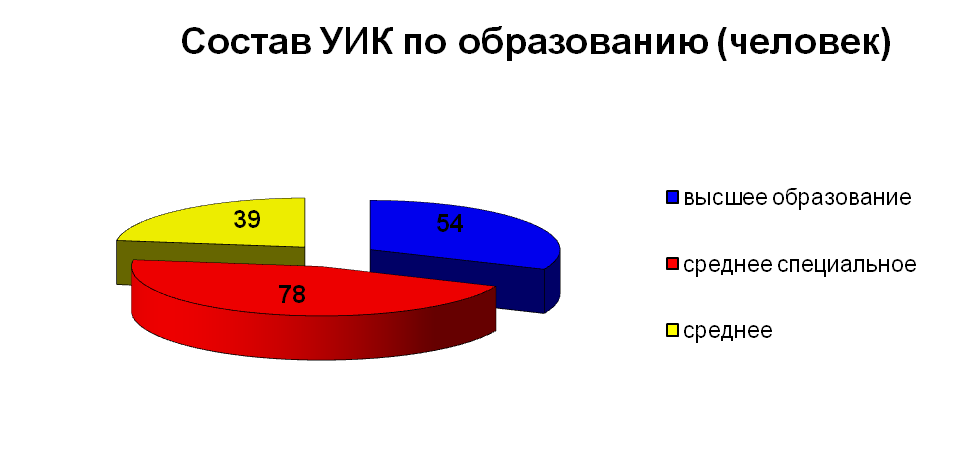 Состав УИК по образованию (человек)
39
54
78
высшее образование
среднее специальное
среднее